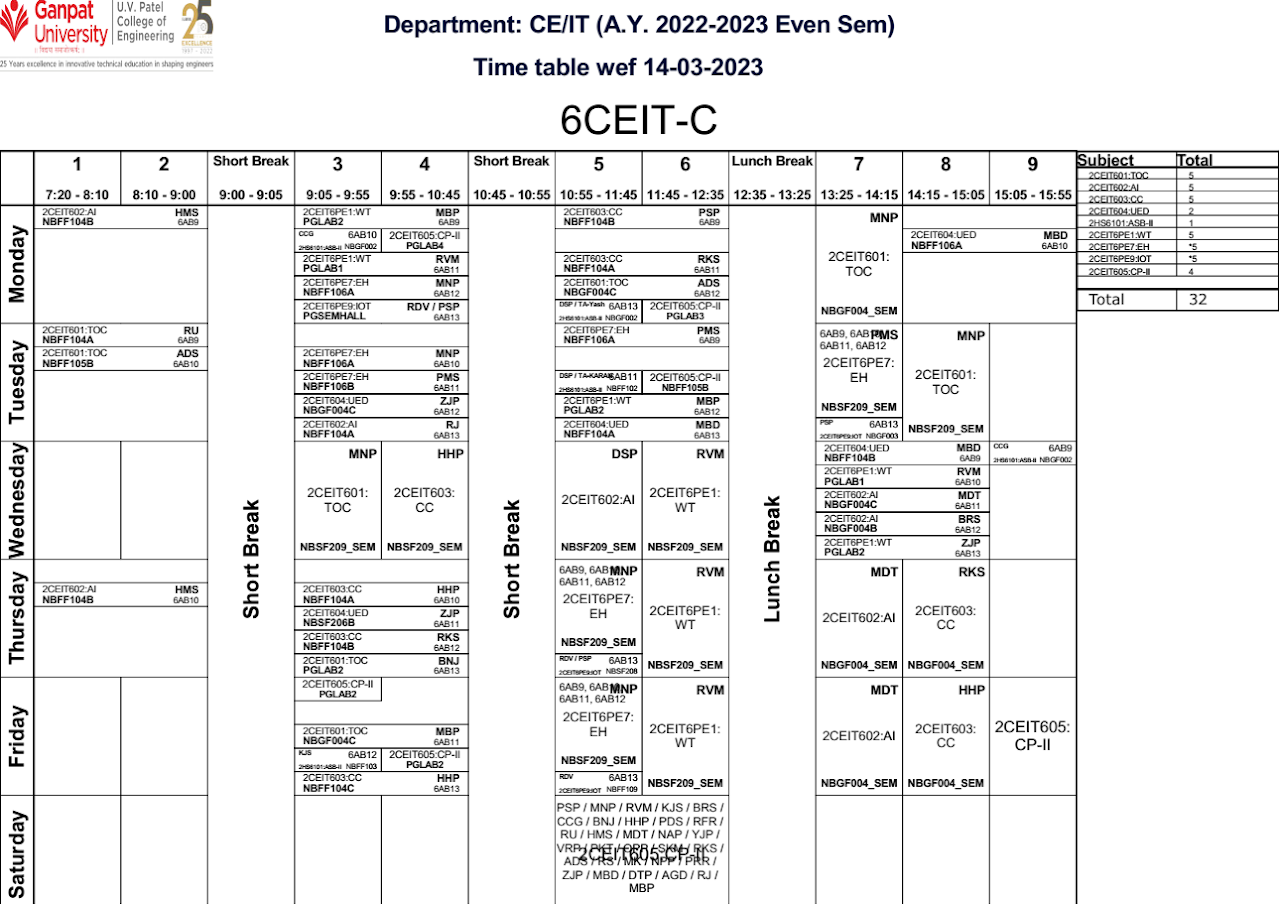 Ganpat
University
॥ विद्यया समाजोत्कर्षः ॥
U.V. Patel
College of
Engineering
25
EXCELLENCE
1997 - 2022
25 Years excellence in innovative technical education in shaping engineers
Department: CE/IT (A.Y. 2022-2023 Even Sem)
Time table wef 14-03-2023
6CEIT-C
1 2 Short Break 3 4 Short Break 5 6 Lunch Break 7 8 9
7:20 - 8:10 8:10 - 9:00 9:00 - 9:05 9:05 - 9:55 9:55 - 10:45 10:45 - 10:55 10:55 - 11:45 11:45 - 12:35 12:35 - 13:25 13:25 - 14:15 14:15 - 15:05 15:05 - 15:55
Subject Total
2CEIT601:TOC 5
2CEIT602:AI 5
2CEIT603:CC 5
2CEIT604:UED 2
2HS6101:ASB-II 1
2CEIT6PE1:WT 5
2CEIT6PE7:EH *5
2CEIT6PE9:IOT *5
2CEIT605:CP-II 4
Total 32
Short Break
Short Break
Lunch Break
Monday
2CEIT602:AI HMS
NBFF104B 6AB9
2CEIT6PE1:WT MBP
PGLAB2 6AB9
CCG 6AB10
2HS6101:ASB-II NBGF002
2CEIT605:CP-II
PGLAB4
2CEIT6PE1:WT RVM
PGLAB1 6AB11
2CEIT6PE7:EH MNP
NBFF106A 6AB12
2CEIT6PE9:IOT RDV / PSP
PGSEMHALL 6AB13
2CEIT603:CC PSP
NBFF104B 6AB9
2CEIT603:CC RKS
NBFF104A 6AB11
2CEIT601:TOC ADS
NBGF004C 6AB12
DSP / TA-Yash 6AB13
2HS6101:ASB-II NBGF002
2CEIT605:CP-II
PGLAB3
MNP
2CEIT601:
TOC
NBGF004_SEM
2CEIT604:UED MBD
NBFF106A 6AB10
Tuesday
2CEIT601:TOC RU
NBFF104A 6AB9
2CEIT601:TOC ADS
NBFF105B 6AB10
2CEIT6PE7:EH MNP
NBFF106A 6AB10
2CEIT6PE7:EH PMS
NBFF106B 6AB11
2CEIT604:UED ZJP
NBGF004C 6AB12
2CEIT602:AI RJ
NBFF104A 6AB13
2CEIT6PE7:EH PMS
NBFF106A 6AB9
DSP / TA-KARAN 6AB11
2HS6101:ASB-II NBFF102
2CEIT605:CP-II
NBFF105B
2CEIT6PE1:WT MBP
PGLAB2 6AB12
2CEIT604:UED MBD
NBFF104A 6AB13
6AB9, 6AB10, PMS
6AB11, 6AB12
2CEIT6PE7:
EH
NBSF209_SEM
PSP 6AB13
2CEIT6PE9:IOT NBGF003
MNP
2CEIT601:
TOC
NBSF209_SEM
Wednesday
MNP
2CEIT601:
TOC
NBSF209_SEM
HHP
2CEIT603:
CC
NBSF209_SEM
DSP
2CEIT602:AI
NBSF209_SEM
RVM
2CEIT6PE1:
WT
NBSF209_SEM
2CEIT604:UED MBD
NBFF104B 6AB9
2CEIT6PE1:WT RVM
PGLAB1 6AB10
2CEIT602:AI MDT
NBGF004C 6AB11
2CEIT602:AI BRS
NBGF004B 6AB12
2CEIT6PE1:WT ZJP
PGLAB2 6AB13
CCG 6AB9
2HS6101:ASB-II NBGF002
Thursday
2CEIT602:AI HMS
NBFF104B 6AB10
2CEIT603:CC HHP
NBFF104A 6AB10
2CEIT604:UED ZJP
NBSF206B 6AB11
2CEIT603:CC RKS
NBFF104B 6AB12
2CEIT601:TOC BNJ
PGLAB2 6AB13
6AB9, 6AB10, MNP
6AB11, 6AB12
2CEIT6PE7:
EH
NBSF209_SEM
RDV / PSP 6AB13
2CEIT6PE9:IOT NBSF208
RVM
2CEIT6PE1:
WT
NBSF209_SEM
MDT
2CEIT602:AI
NBGF004_SEM
RKS
2CEIT603:
CC
NBGF004_SEM
Friday
2CEIT605:CP-II
PGLAB2
2CEIT601:TOC MBP
NBGF004C 6AB11
KJS 6AB12
2HS6101:ASB-II NBFF103
2CEIT605:CP-II
PGLAB2
2CEIT603:CC HHP
NBFF104C 6AB13
6AB9, 6AB10, MNP
6AB11, 6AB12
2CEIT6PE7:
EH
NBSF209_SEM
RDV 6AB13
2CEIT6PE9:IOT NBFF109
RVM
2CEIT6PE1:
WT
NBSF209_SEM
MDT
2CEIT602:AI
NBGF004_SEM
HHP
2CEIT603:
CC
NBGF004_SEM
2CEIT605:
CP-II
Saturday
PSP / MNP / RVM / KJS / BRS /
CCG / BNJ / HHP / PDS / RFR /
RU / HMS / MDT / NAP / YJP /
2CEIT605:CP-II
ZJP / MBD / DTP / AGD / RJ /
MBP